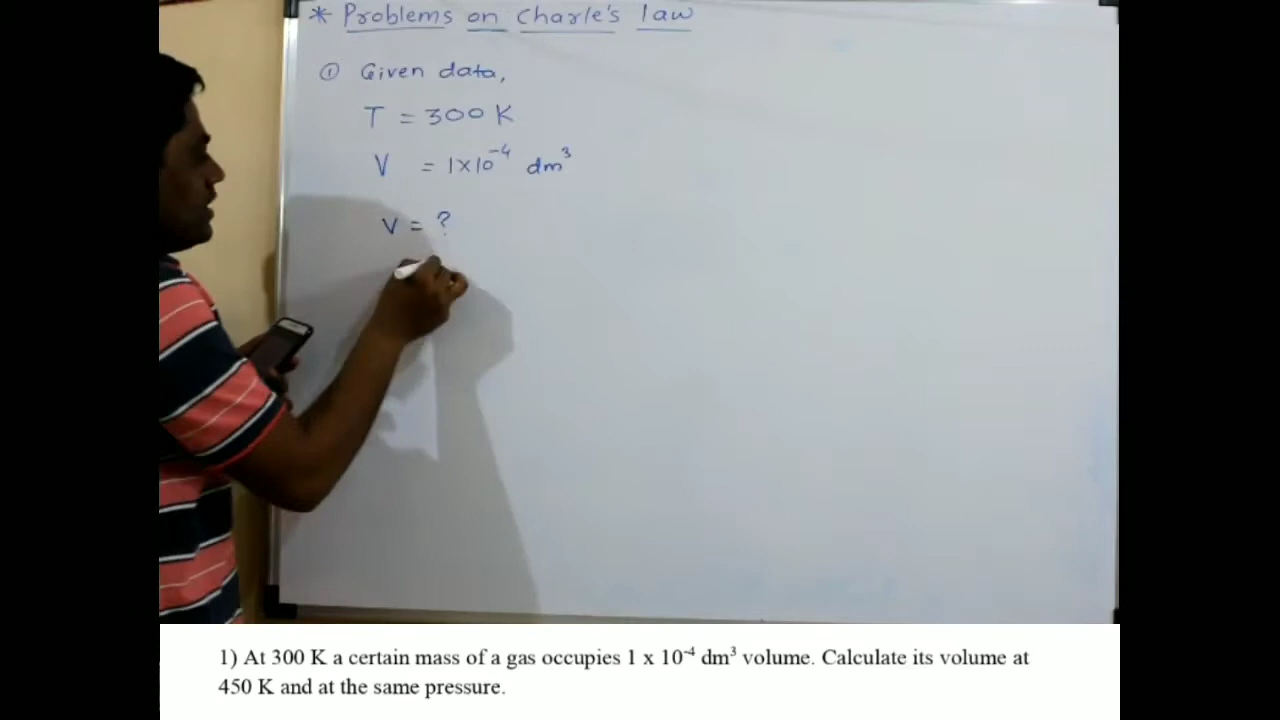 * Problems on Charle's law
① Given data,
T = 300 K
V = 1×10⁻⁴ dm³
V = ?
1) At 300 K a certain mass of a gas occupies 1 x 10⁻⁴ dm³ volume. Calculate its volume at
450 K and at the same pressure.